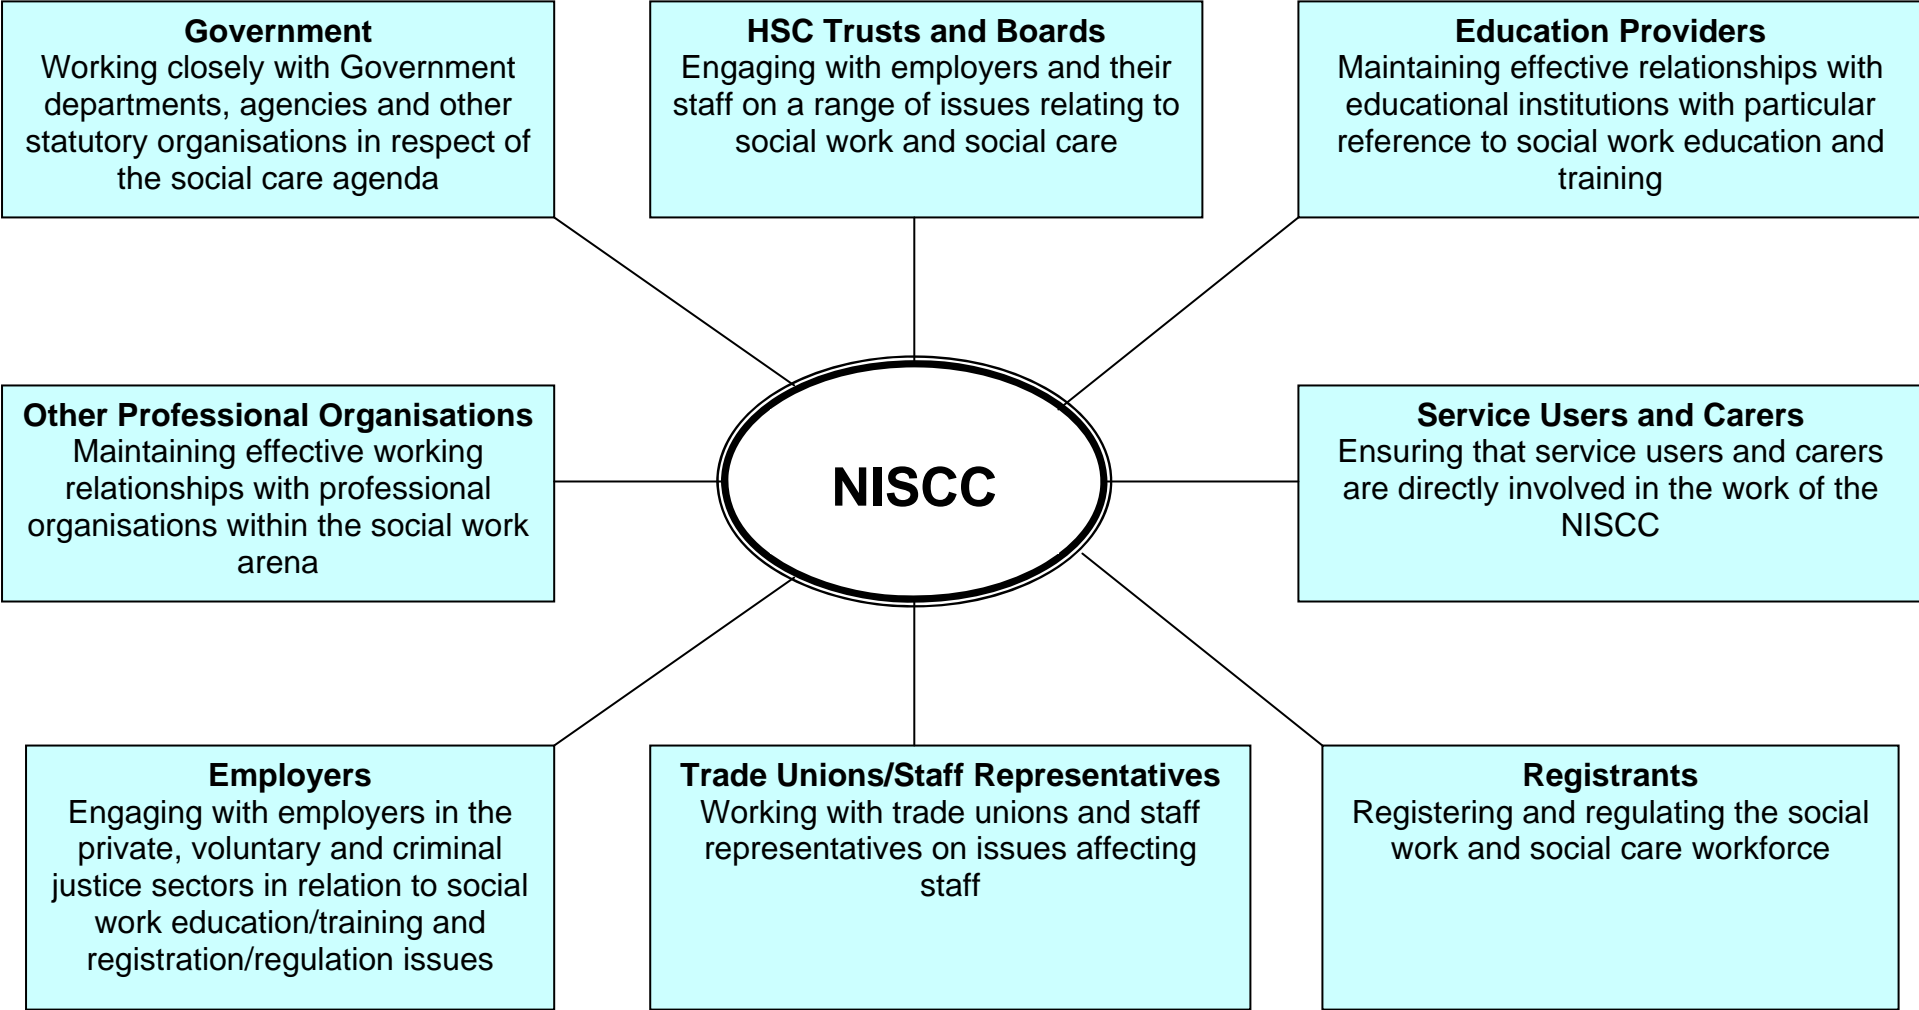 Government
Working closely with Government
departments, agencies and other
statutory organisations in respect of
the social care agenda
HSC Trusts and Boards
Engaging with employers and their
staff on a range of issues relating to
social work and social care
Education Providers
Maintaining effective relationships with
educational institutions with particular
reference to social work education and
training
Other Professional Organisations
Maintaining effective working
relationships with professional
organisations within the social work
arena
NISCC
Service Users and Carers
Ensuring that service users and carers
are directly involved in the work of the
NISCC
Employers
Engaging with employers in the
private, voluntary and criminal
justice sectors in relation to social
work education/training and
registration/regulation issues
Trade Unions/Staff Representatives
Working with trade unions and staff
representatives on issues affecting
staff
Registrants
Registering and regulating the social
work and social care workforce